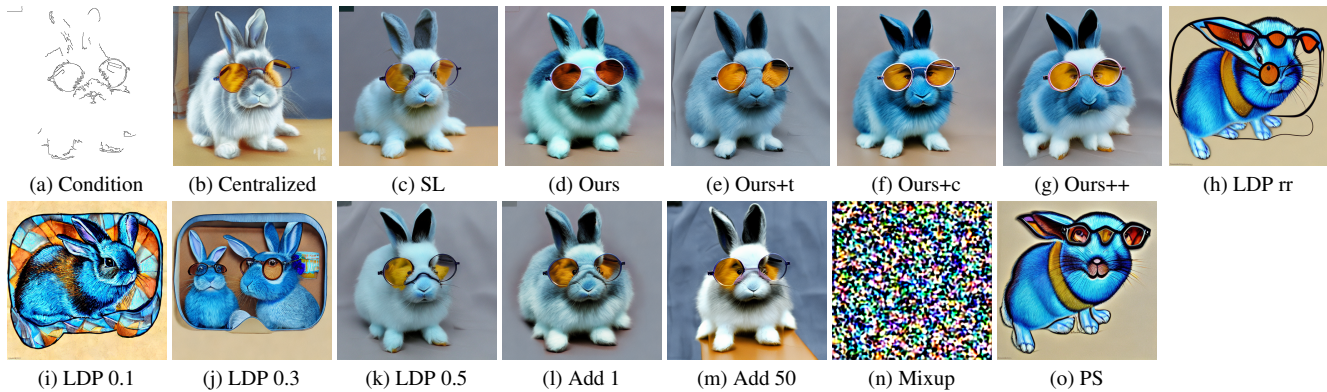 (a) Condition (b) Centralized (c) SL (d) Ours (e) Ours+t (f) Ours+c (g) Ours++ (h) LDP rr
(i) LDP 0.1 (j) LDP 0.3 (k) LDP 0.5 (l) Add 1 (m) Add 50 (n) Mixup (o) PS